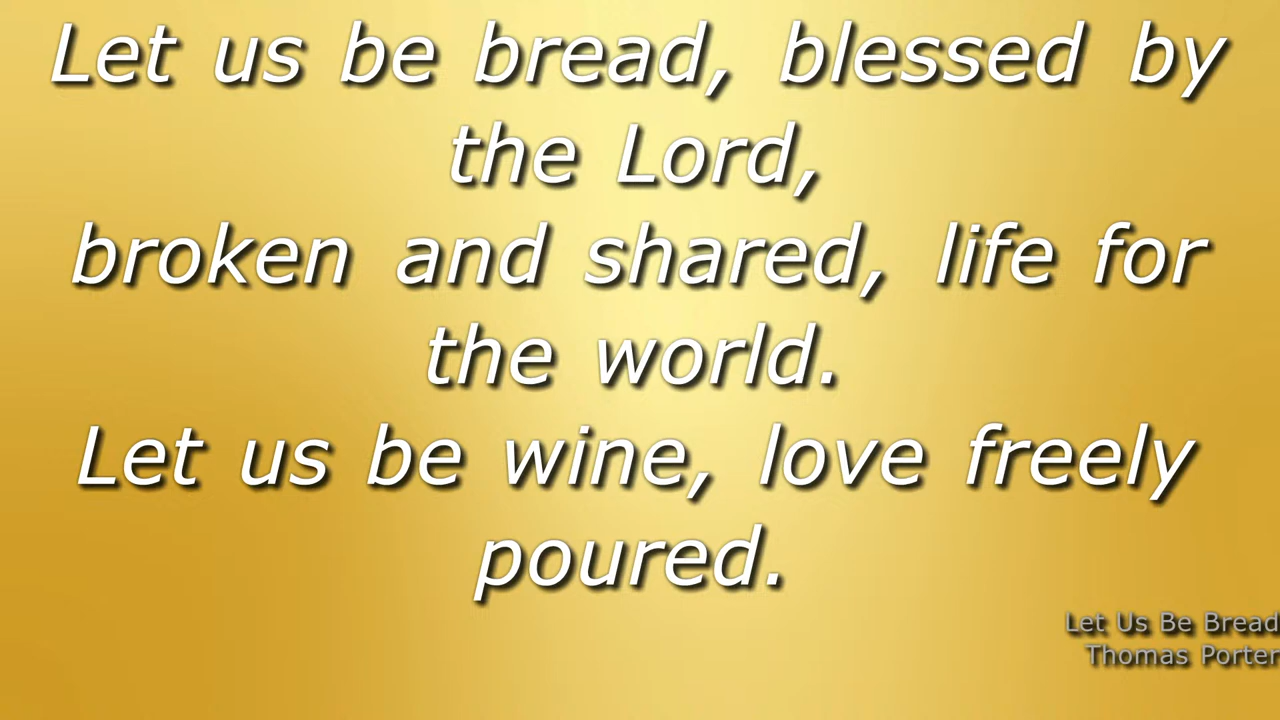 Let us be bread, blessed by
the Lord,
broken and shared, life for
the world.
Let us be wine, love freely
poured.
Let Us Be Bread
Thomas Porter